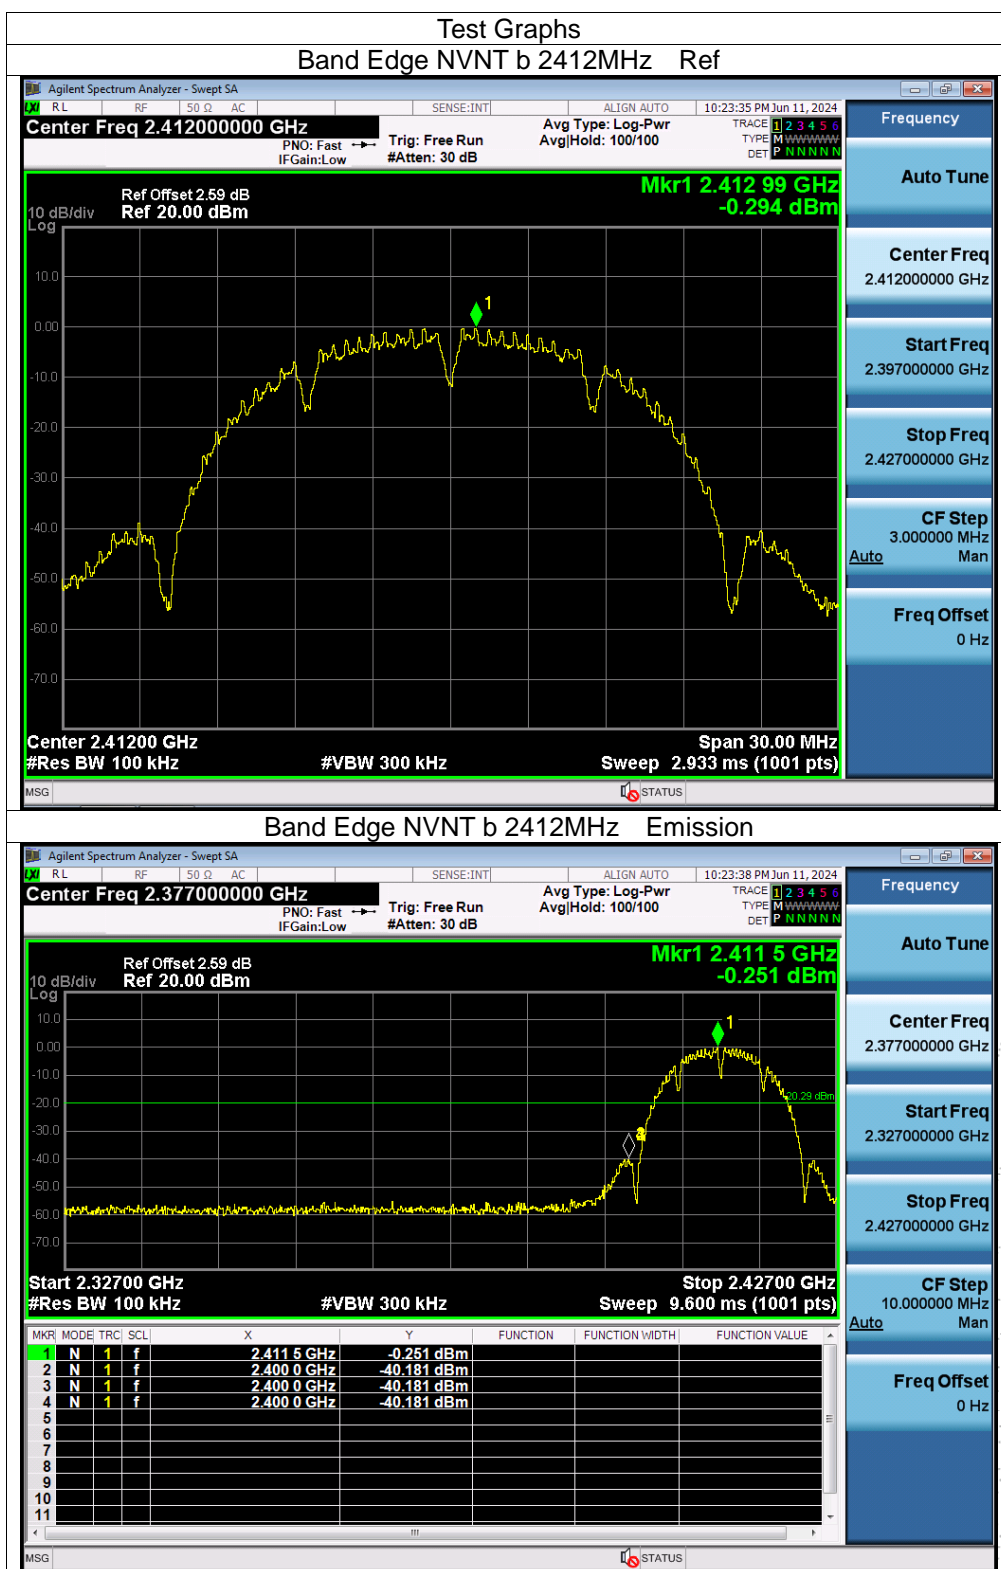 Test Graphs
Band Edge NVNT b 2412MHz Ref
Agilent Spectrum Analyzer - Swept SA
LXI RL RF 50 Ω AC SENSE:INT ALIGN AUTO 10:23:35 PM Jun 11, 2024
Center Freq 2.412000000 GHz
PNO: Fast
IFGain:Low
Trig: Free Run
#Atten: 30 dB
Avg Type: Log-Pwr
Avg|Hold: 100/100
TRACE 1 2 3 4 5 6
TYPE M W W W W W
DET P N N N N N
Frequency
Auto Tune
Center Freq
2.412000000 GHz
Start Freq
2.397000000 GHz
Stop Freq
2.427000000 GHz
CF Step
3.000000 MHz
Auto Man
Freq Offset
0 Hz
Mkr1 2.412 99 GHz
-0.294 dBm
Ref Offset 2.59 dB
10 dB/div Ref 20.00 dBm
Log
10.0
0.00
-10.0
-20.0
-30.0
-40.0
-50.0
-60.0
-70.0
1
Center 2.41200 GHz Span 30.00 MHz
#Res BW 100 kHz #VBW 300 kHz Sweep 2.933 ms (1001 pts)
MSG STATUS
Band Edge NVNT b 2412MHz Emission
Agilent Spectrum Analyzer - Swept SA
LXI RL RF 50 Ω AC SENSE:INT ALIGN AUTO 10:23:38 PM Jun 11, 2024
Center Freq 2.377000000 GHz
PNO: Fast
IFGain:Low
Trig: Free Run
#Atten: 30 dB
Avg Type: Log-Pwr
Avg|Hold: 100/100
TRACE 1 2 3 4 5 6
TYPE M W W W W W
DET P N N N N N
Frequency
Auto Tune
Center Freq
2.377000000 GHz
Start Freq
2.327000000 GHz
Stop Freq
2.427000000 GHz
CF Step
10.000000 MHz
Auto Man
Freq Offset
0 Hz
Mkr1 2.411 5 GHz
-0.251 dBm
Ref Offset 2.59 dB
10 dB/div Ref 20.00 dBm
Log
10.0
0.00
-10.0
-20.0
-30.0
-40.0
-50.0
-60.0
-70.0
1
-20.29 dBm
Start 2.32700 GHz Stop 2.42700 GHz
#Res BW 100 kHz #VBW 300 kHz Sweep 9.600 ms (1001 pts)
MKR MODE TRC SCL X Y FUNCTION FUNCTION WIDTH FUNCTION VALUE
1 N 1 f 2.411 5 GHz -0.251 dBm
2 N 1 f 2.400 0 GHz -40.181 dBm
3 N 1 f 2.400 0 GHz -40.181 dBm
4 N 1 f 2.400 0 GHz -40.181 dBm
5
6
7
8
9
10
11
MSG STATUS